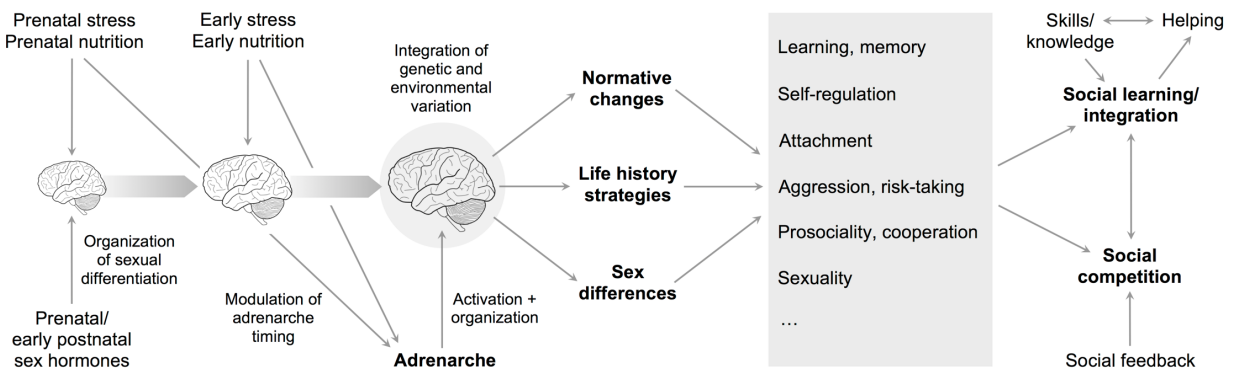 Prenatal stress
Prenatal nutrition
Early stress
Early nutrition
Integration of
genetic and
environmental
variation
Organization
of sexual
differentiation
Prenatal/
early postnatal
sex hormones
Modulation of
adrenarche
timing
Activation +
organization
Adrenarche
Normative
changes
Life history
strategies
Sex
differences
Learning, memory
Self-regulation
Attachment
Aggression, risk-taking
Prosociality, cooperation
Sexuality
…
Skills/
knowledge
Helping
Social learning/
integration
Social
competition
Social feedback